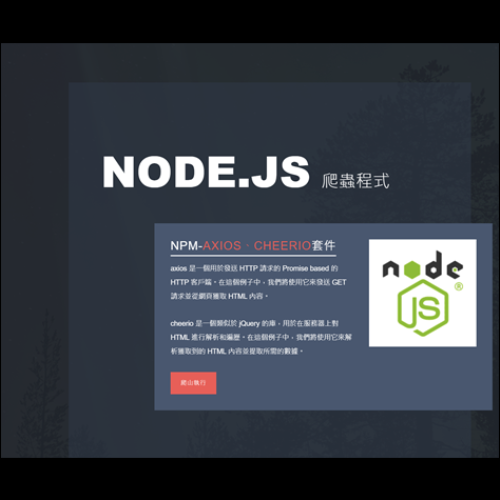 NODE.JS 爬蟲程式
NPM-AXIOS、CHEERIO套件
axios 是一個用於發送 HTTP 請求的 Promise based 的
HTTP 客戶端。在這個例子中，我們將使用它來發送 GET
請求並從網頁獲取 HTML 內容。
cheerio 是一個類似於 jQuery 的庫，用於在服務器上對
HTML 進行解析和遍歷。在這個例子中，我們將使用它來解
析獲取到的 HTML 內容並提取所需的數據。
爬山執行
node
JS
®